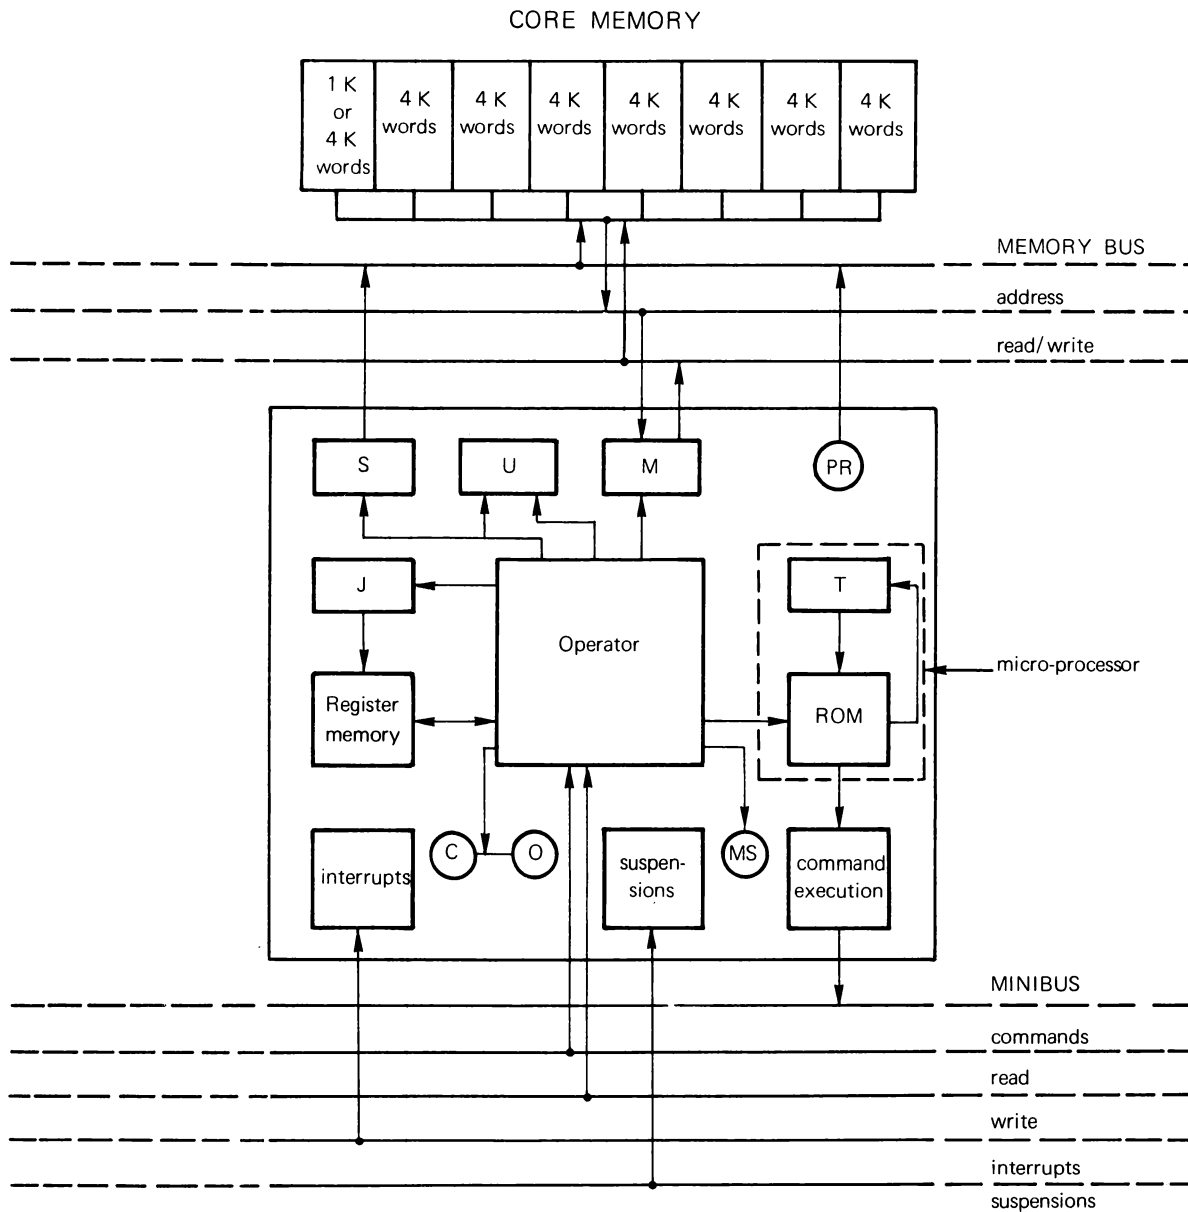 CORE MEMORY
1 K
or
4 K
words
4 K
words
4 K
words
4 K
words
4 K
words
4 K
words
4 K
words
4 K
words
MEMORY BUS
address
read/write
S
U
M
PR
J
T
Operator
micro-processor
Register
memory
ROM
C
O
MS
interrupts
suspen-
sions
command
execution
MINIBUS
commands
read
write
interrupts
suspensions